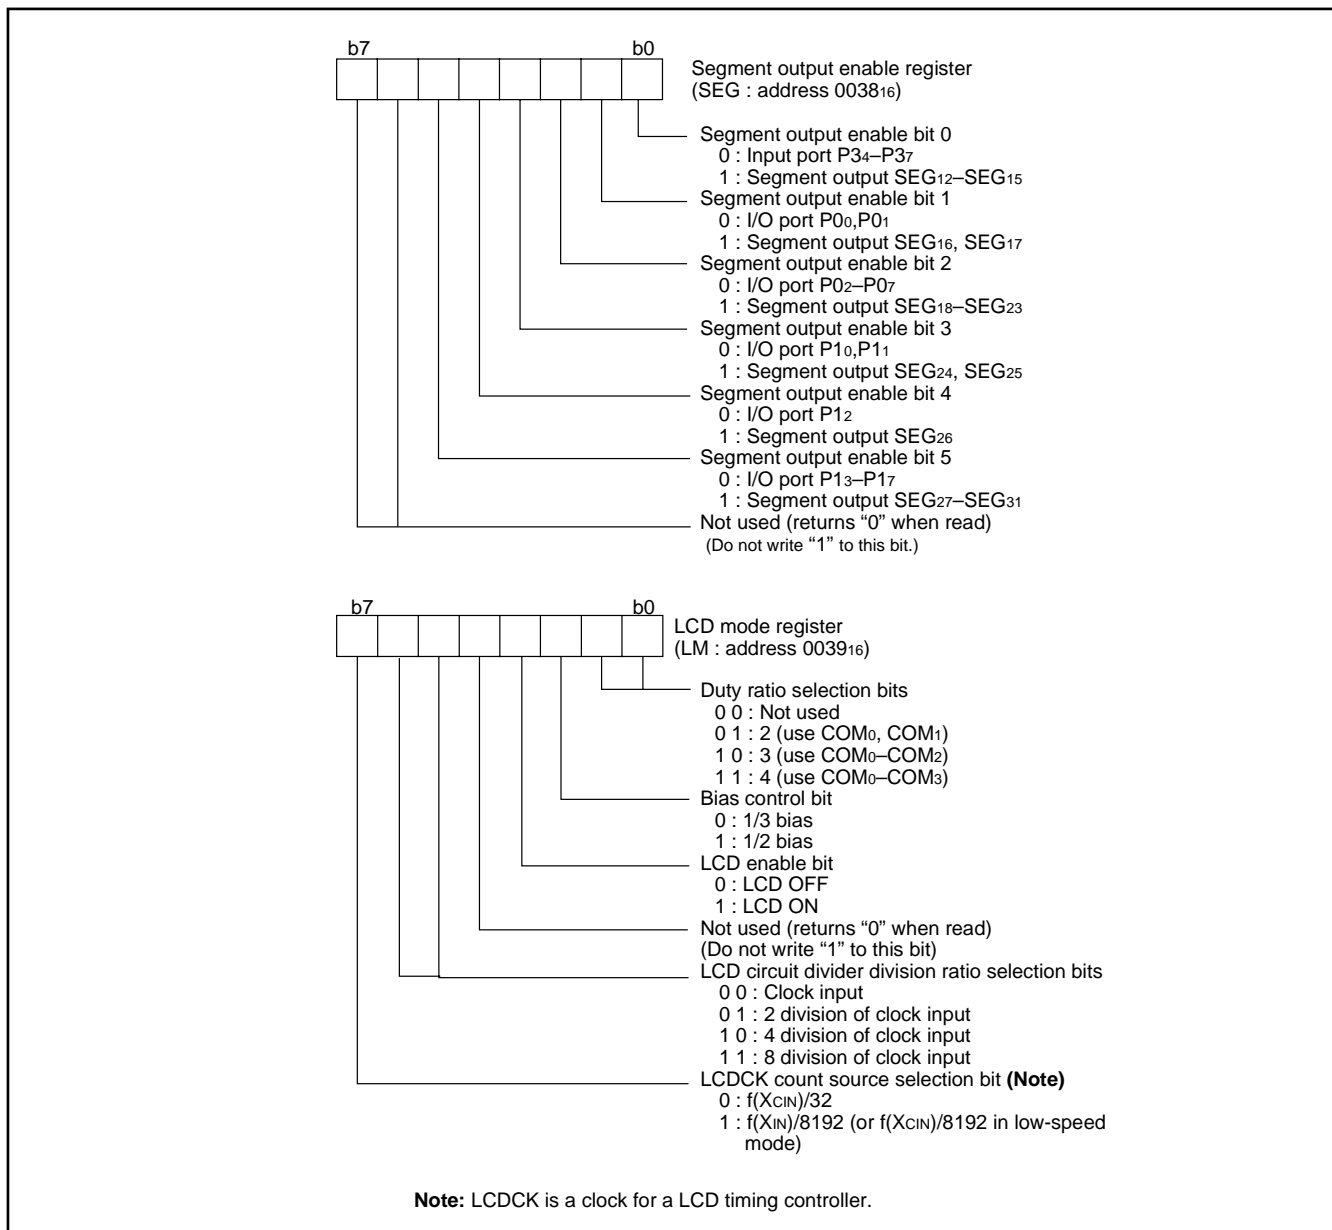 b7 b0
Segment output enable register
(SEG : address 003816)
Segment output enable bit 0
0 : Input port P34–P37
1 : Segment output SEG12–SEG15
Segment output enable bit 1
0 : I/O port P00,P01
1 : Segment output SEG16, SEG17
Segment output enable bit 2
0 : I/O port P02–P07
1 : Segment output SEG18–SEG23
Segment output enable bit 3
0 : I/O port P10,P11
1 : Segment output SEG24, SEG25
Segment output enable bit 4
0 : I/O port P12
1 : Segment output SEG26
Segment output enable bit 5
0 : I/O port P13–P17
1 : Segment output SEG27–SEG31
Not used (returns “0” when read)
(Do not write “1” to this bit.)
b7 b0
LCD mode register
(LM : address 003916)
Duty ratio selection bits
0 0 : Not used
0 1 : 2 (use COM0, COM1)
1 0 : 3 (use COM0–COM2)
1 1 : 4 (use COM0–COM3)
Bias control bit
0 : 1/3 bias
1 : 1/2 bias
LCD enable bit
0 : LCD OFF
1 : LCD ON
Not used (returns “0” when read)
(Do not write “1” to this bit)
LCD circuit divider division ratio selection bits
0 0 : Clock input
0 1 : 2 division of clock input
1 0 : 4 division of clock input
1 1 : 8 division of clock input
LCDCK count source selection bit (Note)
0 : f(XCIN)/32
1 : f(XIN)/8192 (or f(XCIN)/8192 in low-speed
mode)
Note: LCDCK is a clock for a LCD timing controller.